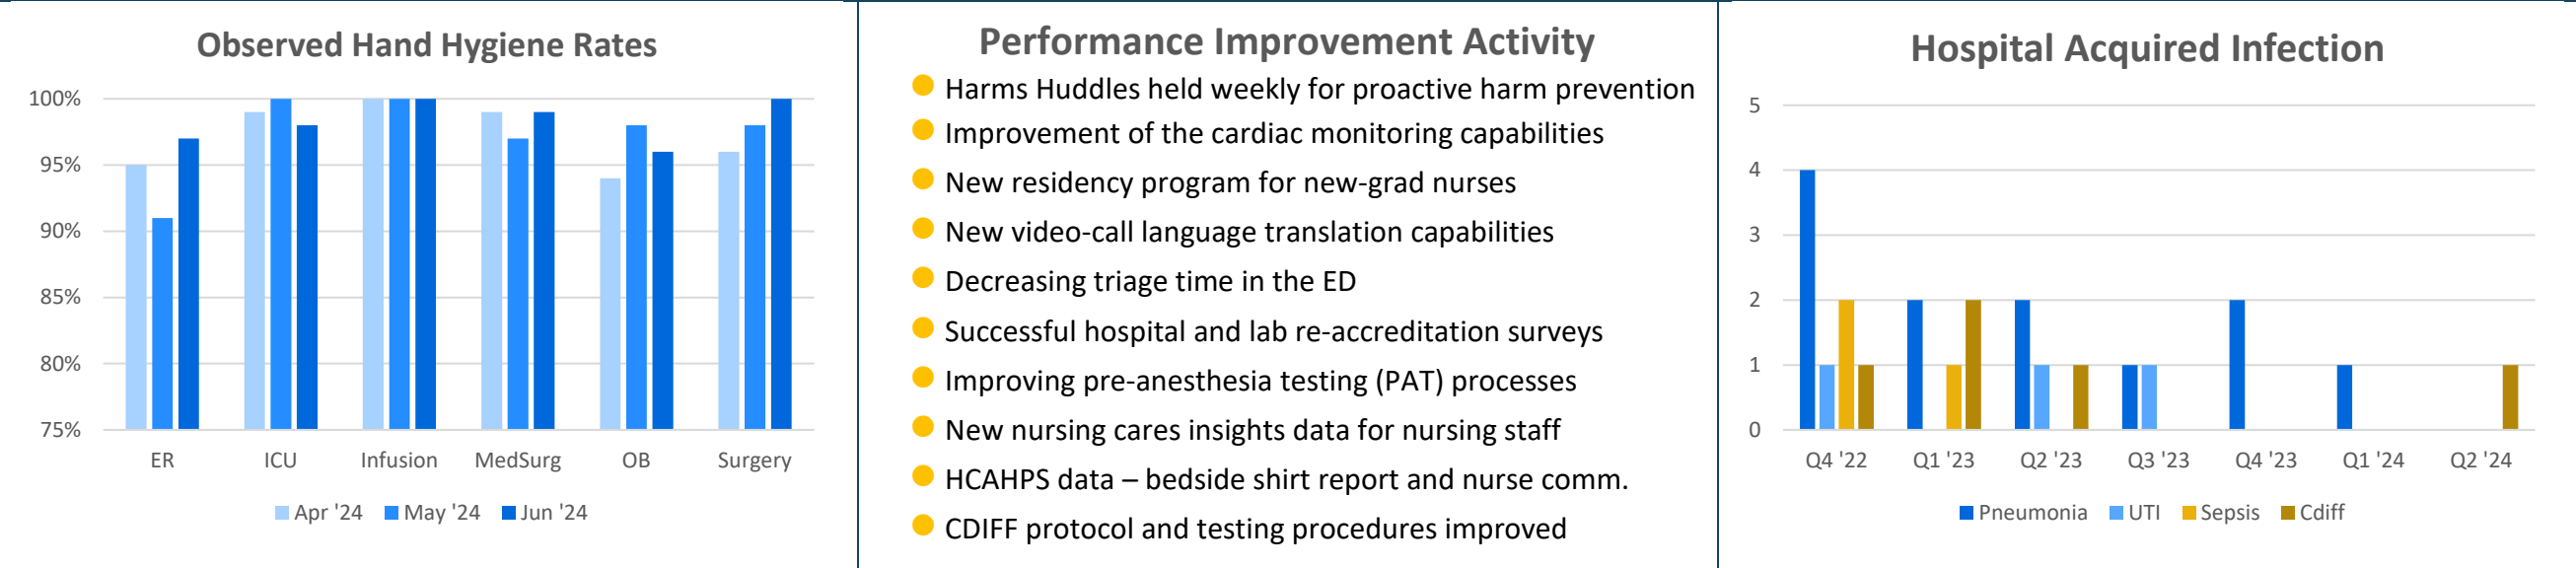 Observed Hand Hygiene Rates
100%
95%
90%
85%
80%
75%
ER ICU Infusion MedSurg OB Surgery
Apr '24 May '24 Jun '24
Performance Improvement Activity
Harms Huddles held weekly for proactive harm prevention
Improvement of the cardiac monitoring capabilities
New residency program for new-grad nurses
New video-call language translation capabilities
Decreasing triage time in the ED
Successful hospital and lab re-accreditation surveys
Improving pre-anesthesia testing (PAT) processes
New nursing cares insights data for nursing staff
HCAHPS data – bedside shirt report and nurse comm.
CDIFF protocol and testing procedures improved
Hospital Acquired Infection
5
4
3
2
1
0
Q4 '22 Q1 '23 Q2 '23 Q3 '23 Q4 '23 Q1 '24 Q2 '24
Pneumonia UTI Sepsis Cdiff